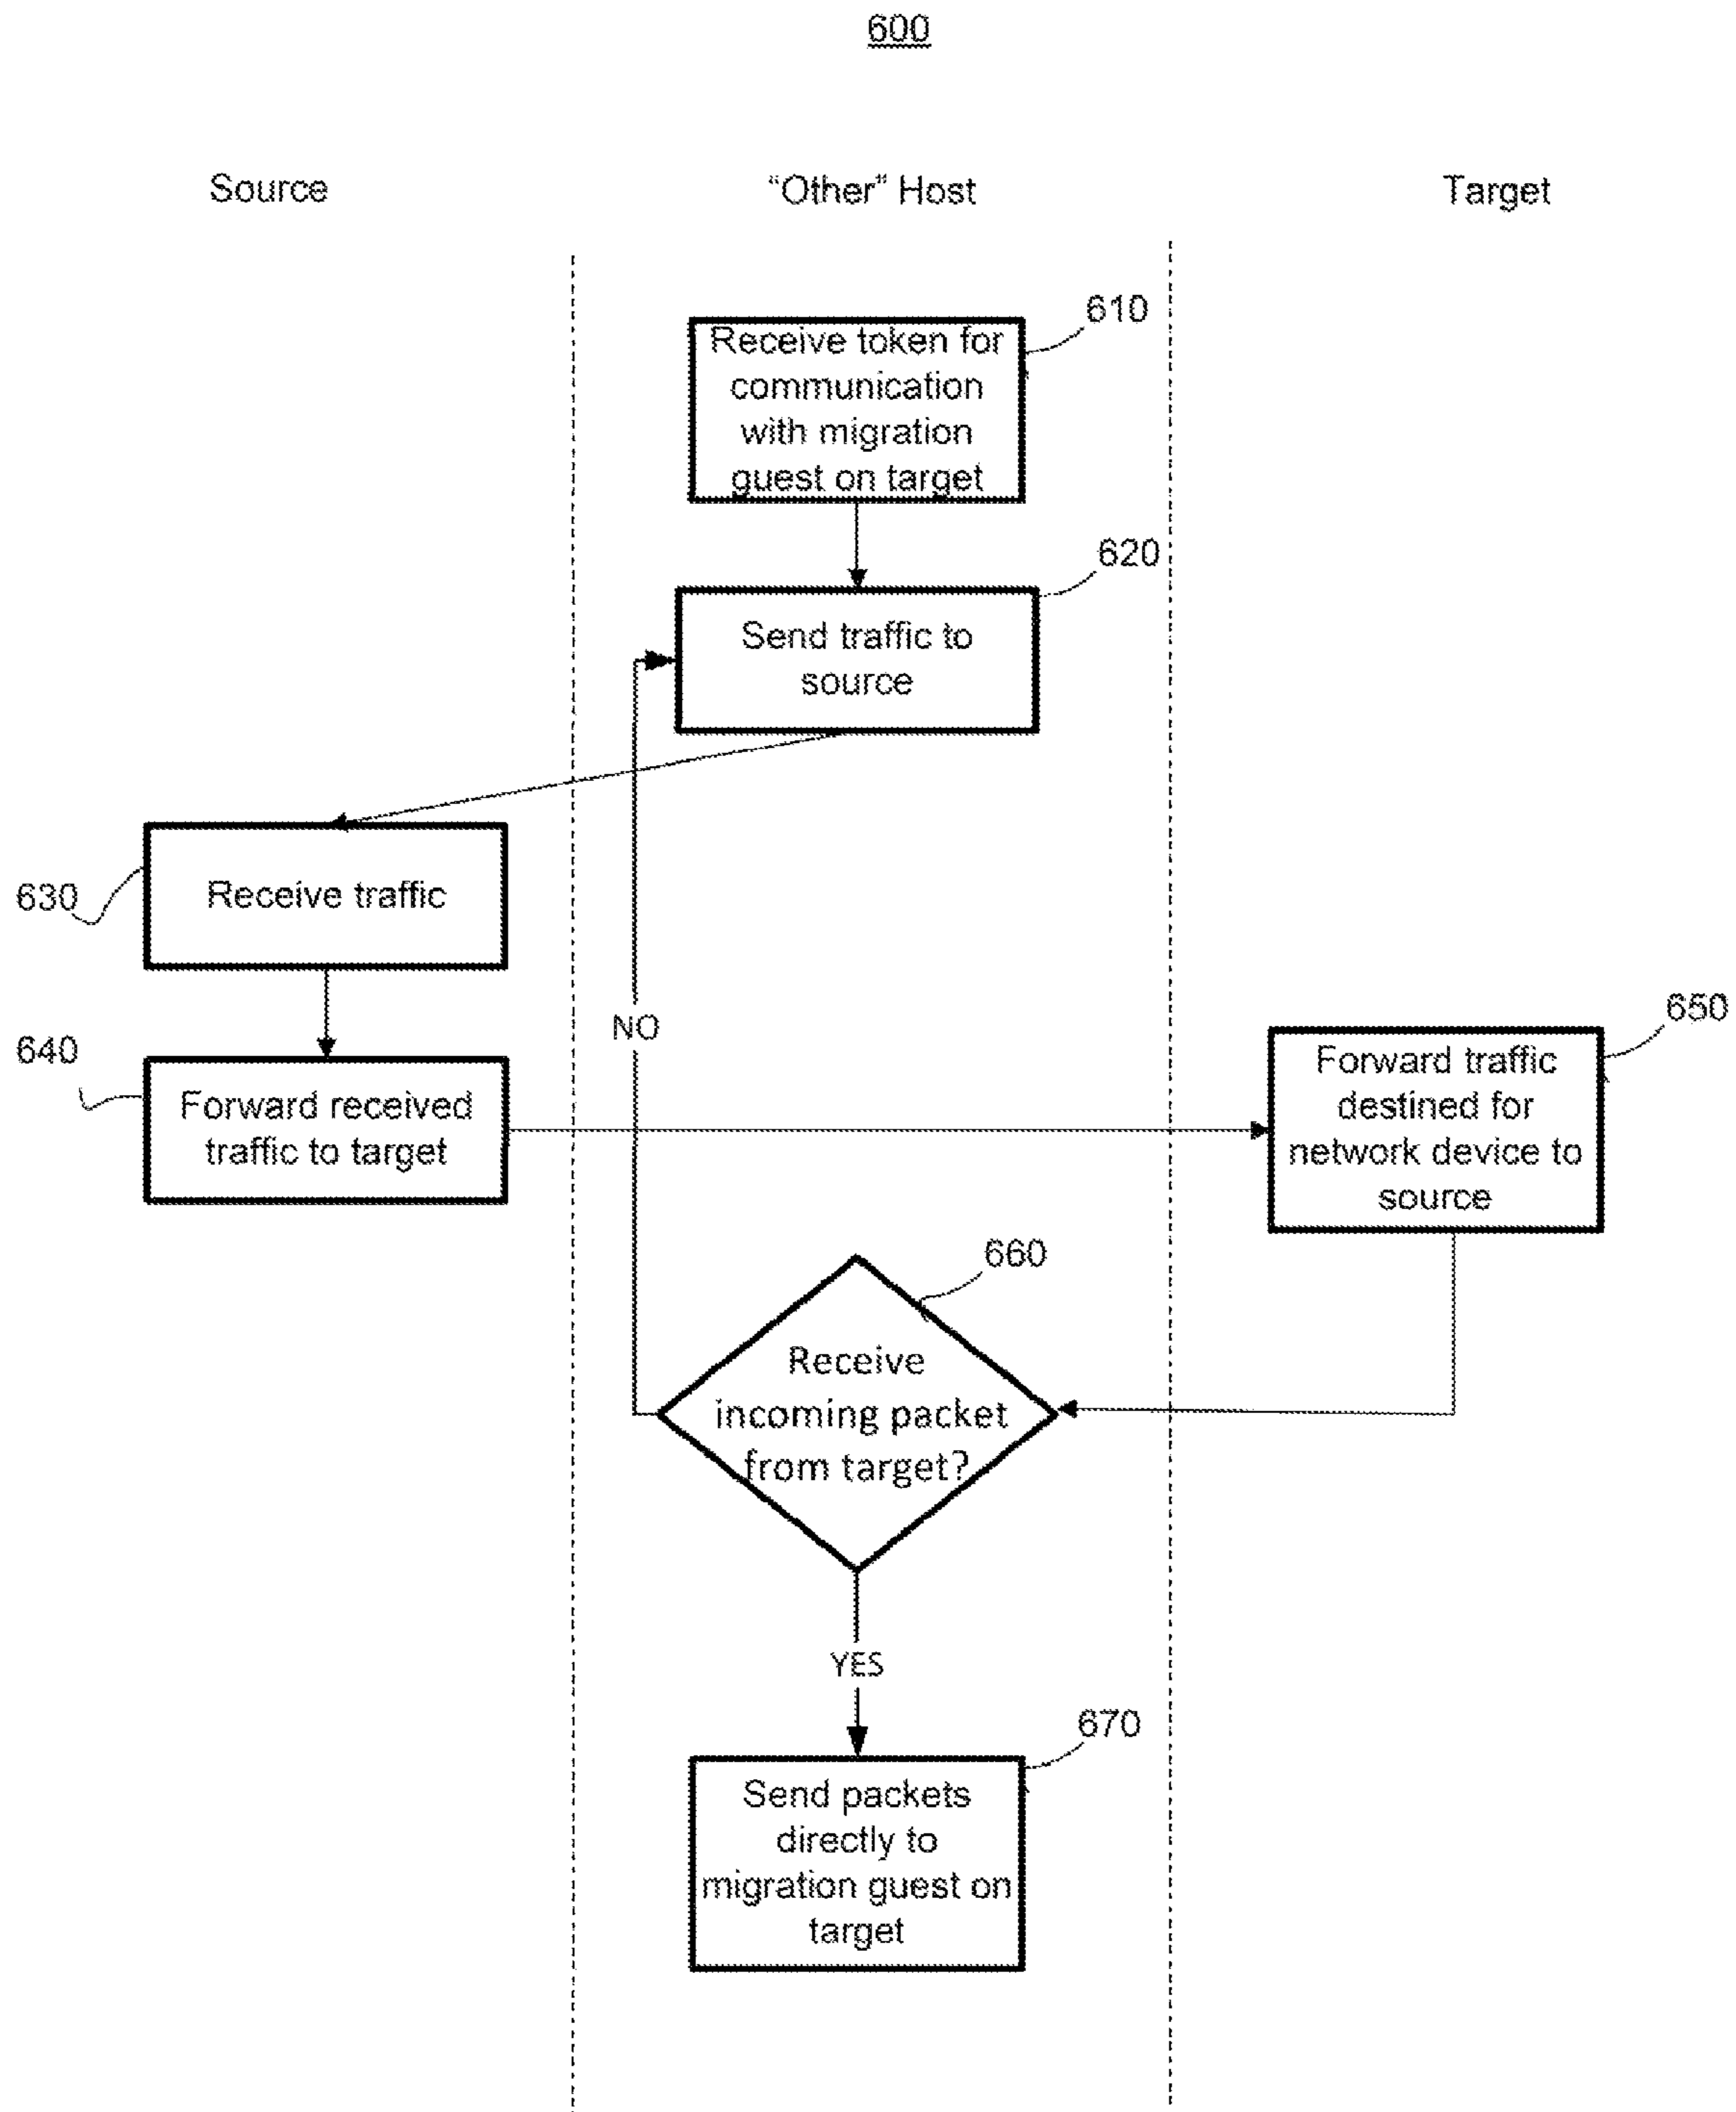 600
Source
“Other” Host
Target
610
Receive token for
communication
with migration
guest on target
620
Send traffic to
source
630
Receive traffic
NO
640
Forward received
traffic to target
650
Forward traffic
destined for
network device to
source
660
Receive
incoming packet
from target?
YES
670
Send packets
directly to
migration guest on
target